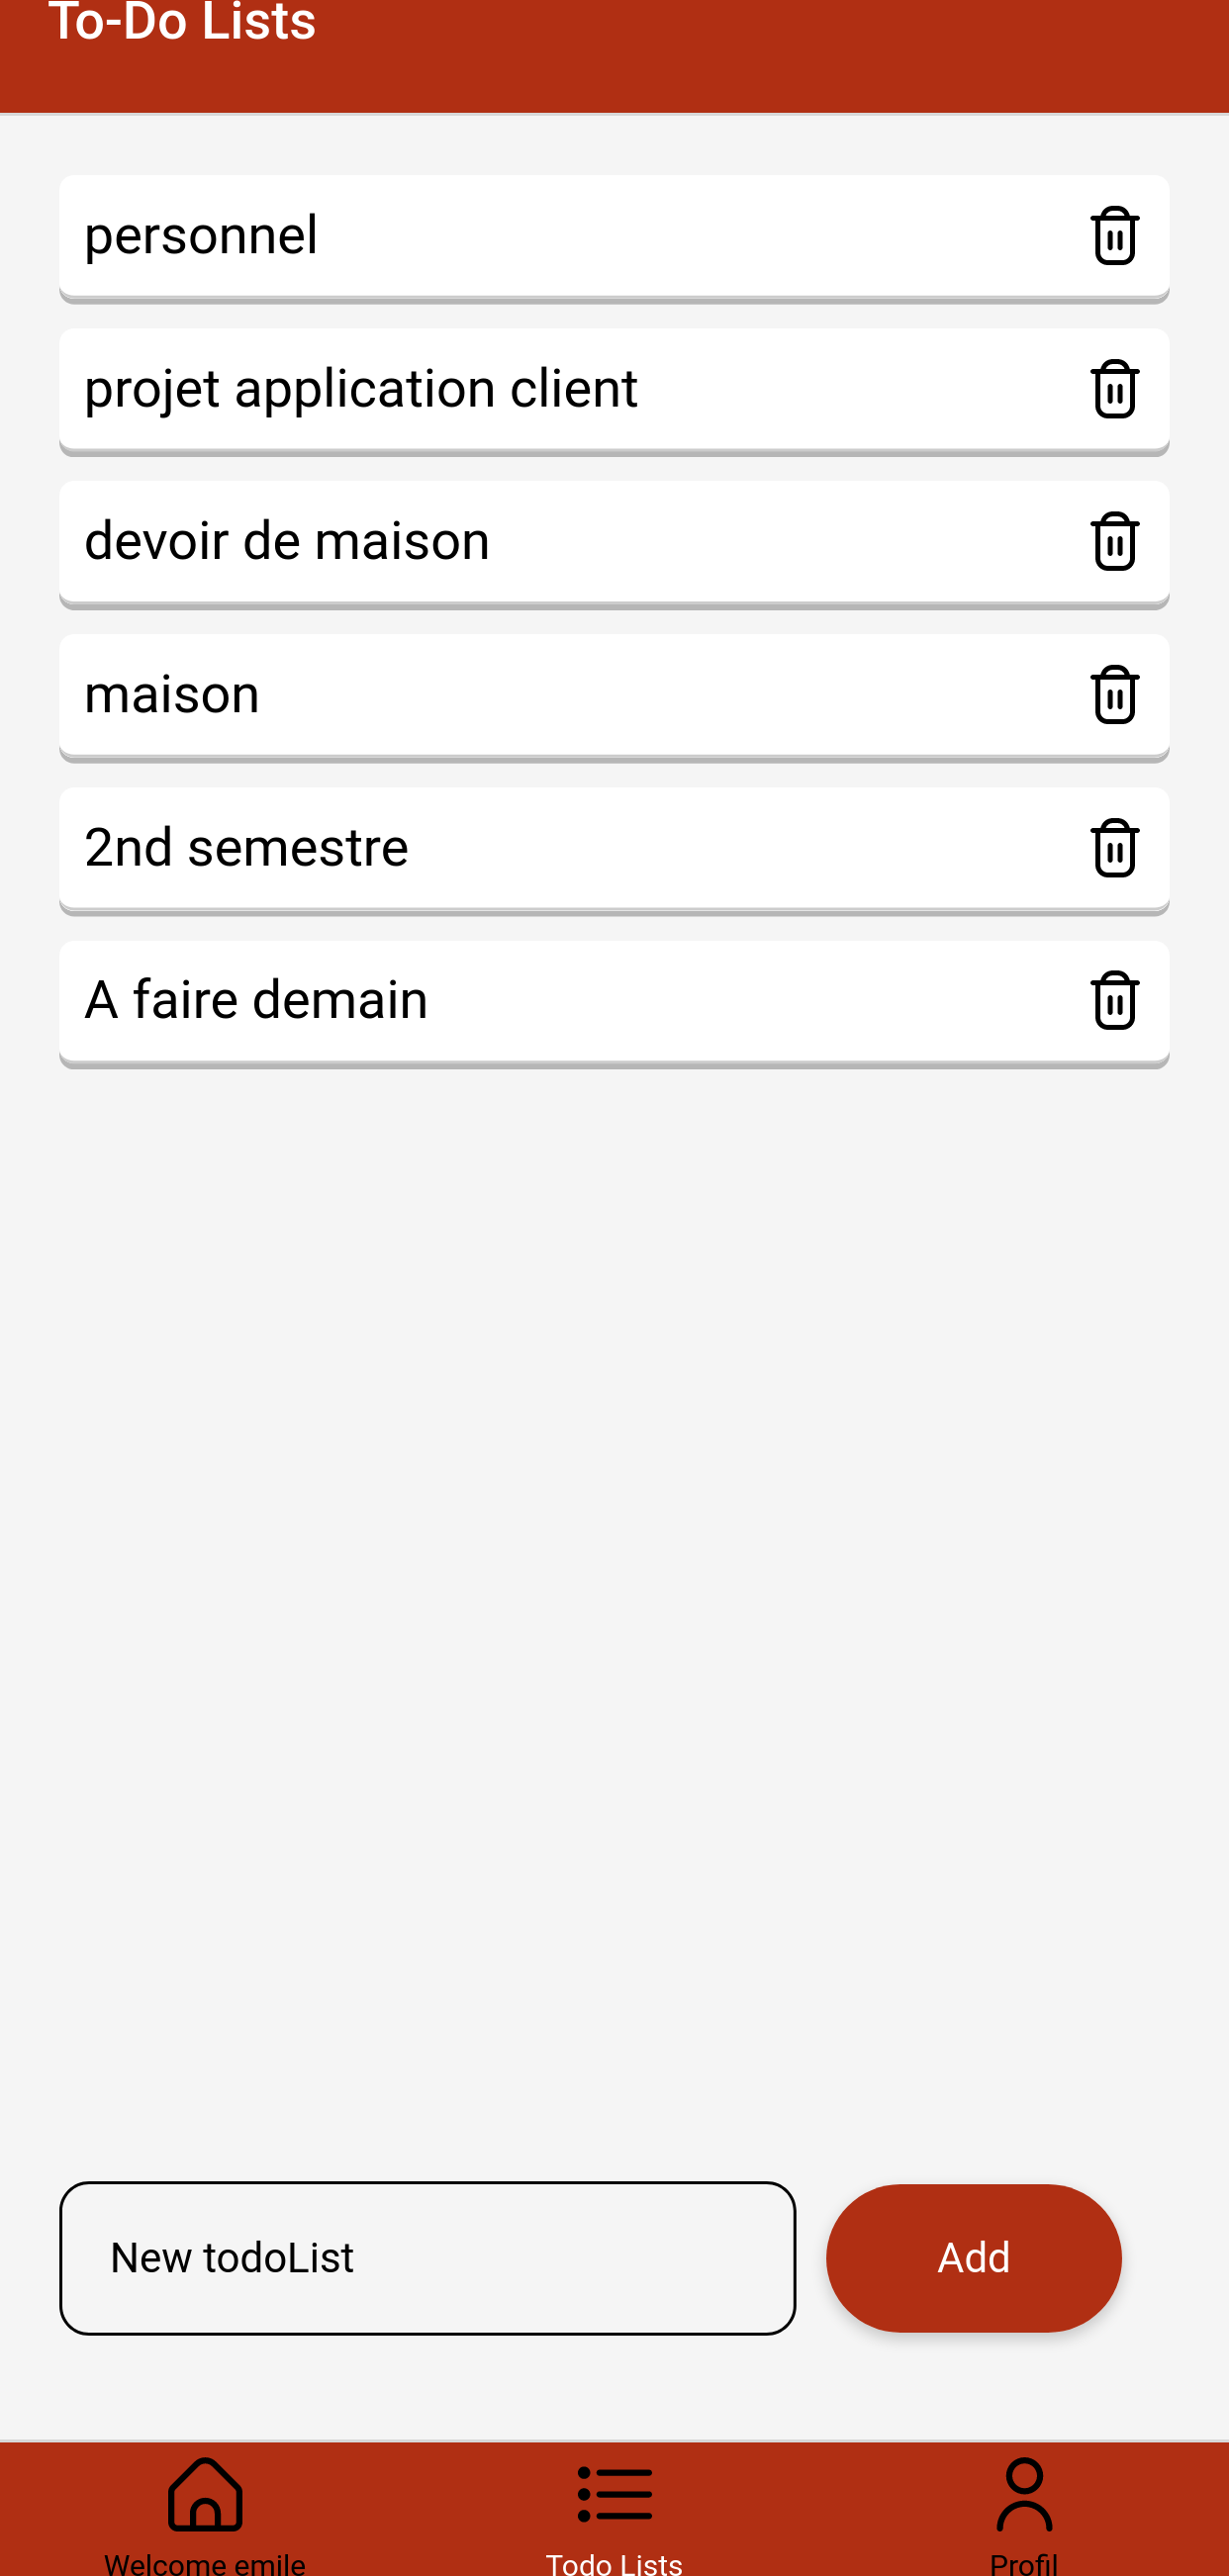 To-Do Lists
personnel
projet application client
devoir de maison
maison
2nd semestre
A faire demain
New todoList
Add
Welcome emile
Todo Lists
Profil